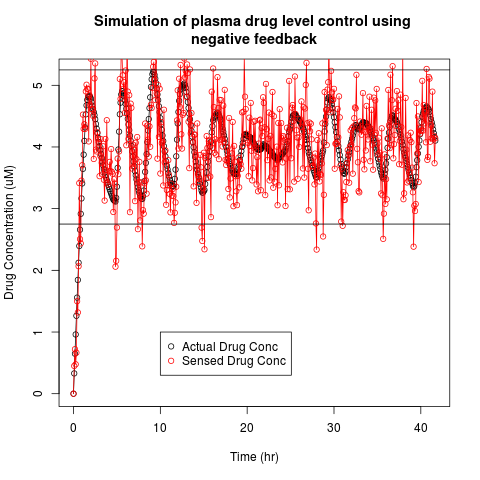 Simulation of plasma drug level control using
negative feedback
Drug Concentration (uM)
5
4
3
2
1
0
Actual Drug Conc
Sensed Drug Conc
0 10 20 30 40
Time (hr)